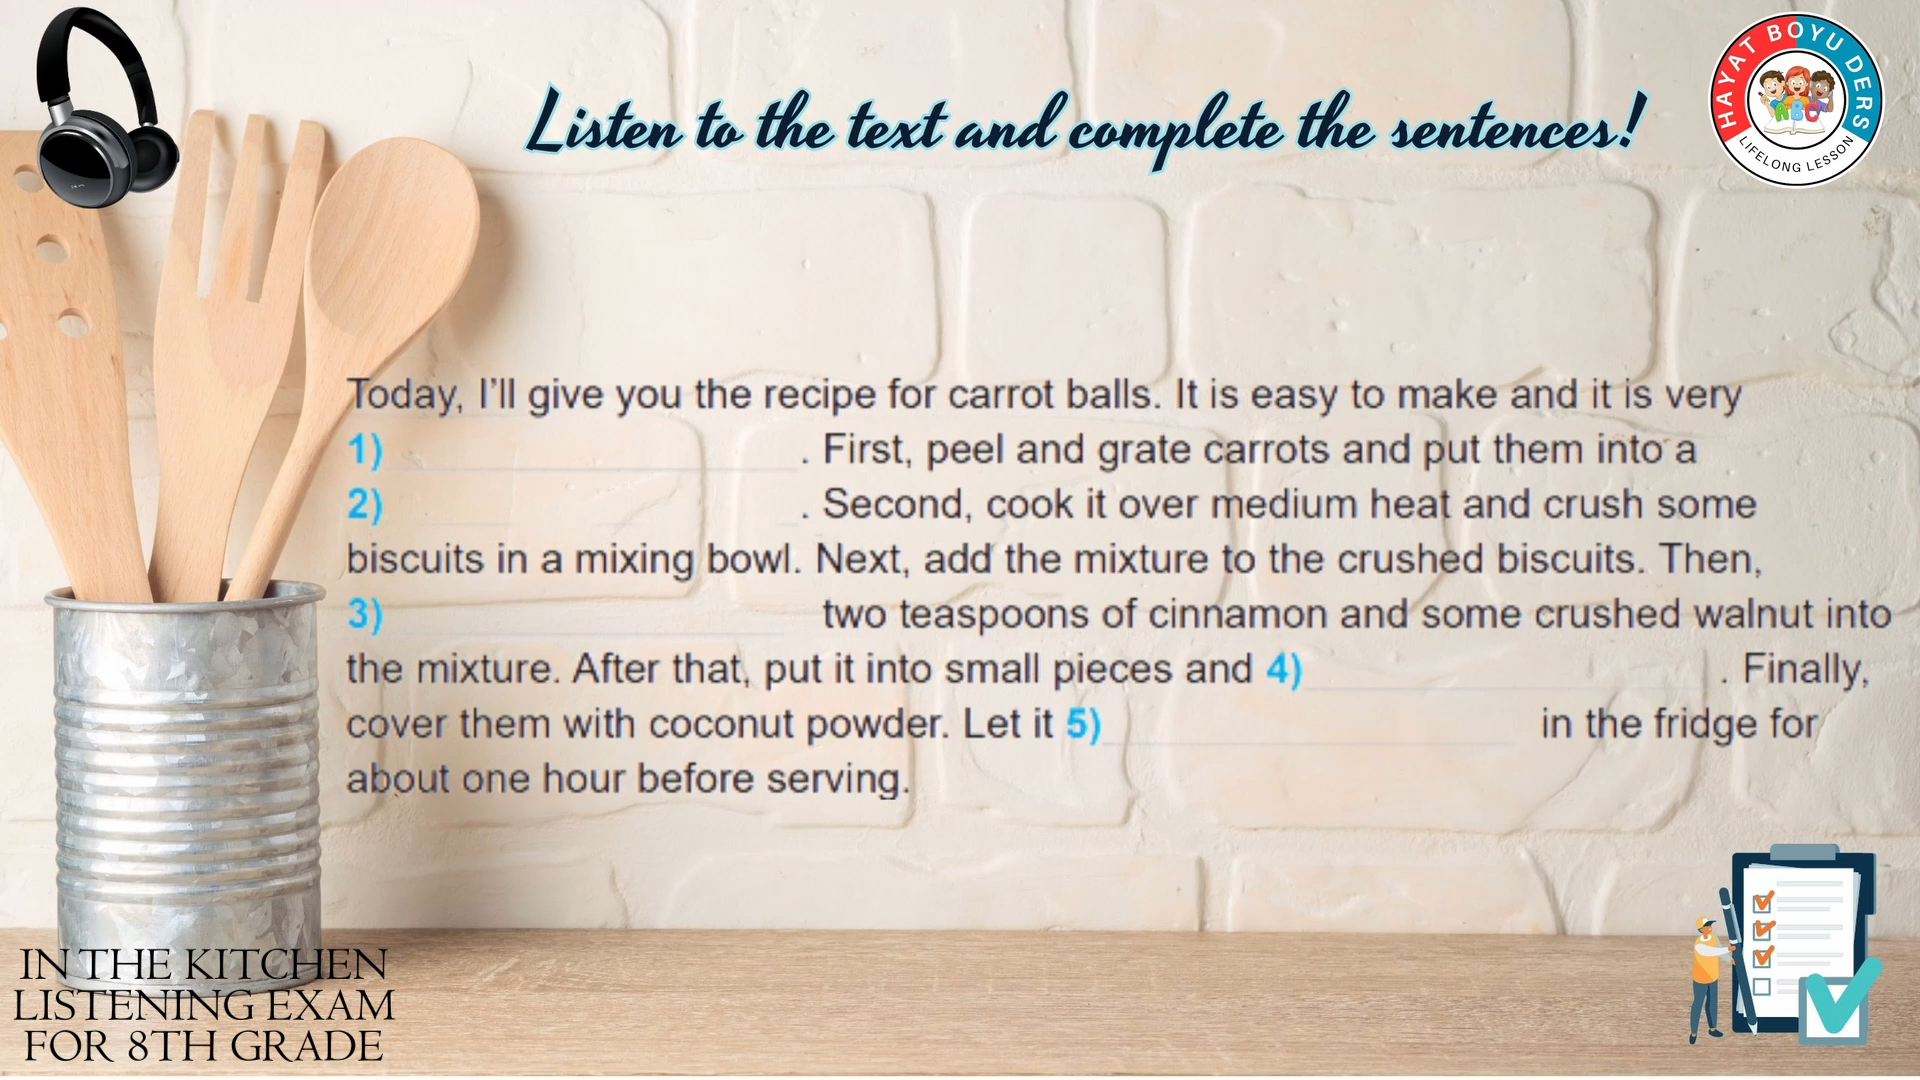 Listen to the text and complete the sentences!
HAYAT BOYU DERS
LIFELONG LESSON
ABC
Today, I'll give you the recipe for carrot balls. It is easy to make and it is very
1) . First, peel and grate carrots and put them into a
2) . Second, cook it over medium heat and crush some
biscuits in a mixing bowl. Next, add the mixture to the crushed biscuits. Then,
3) two teaspoons of cinnamon and some crushed walnut into
the mixture. After that, put it into small pieces and 4) . Finally,
cover them with coconut powder. Let it 5) in the fridge for
about one hour before serving.
IN THE KITCHEN
LISTENING EXAM
FOR 8TH GRADE